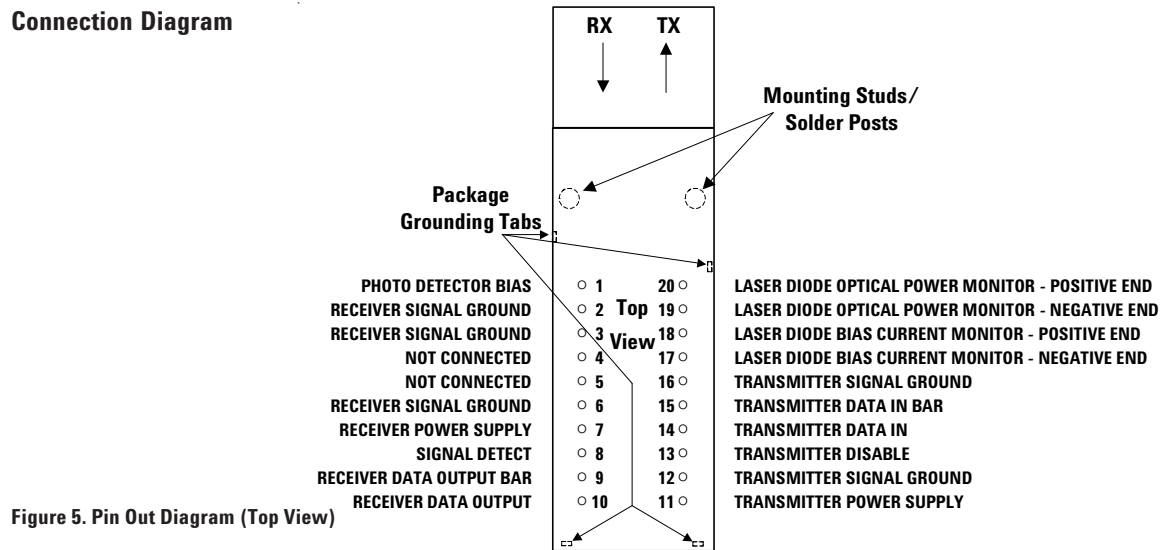 Connection Diagram
RX TX
Mounting Studs/
Solder Posts
Package
Grounding Tabs
PHOTO DETECTOR BIAS 1 20 LASER DIODE OPTICAL POWER MONITOR - POSITIVE END
RECEIVER SIGNAL GROUND 2 Top 19 LASER DIODE OPTICAL POWER MONITOR - NEGATIVE END
RECEIVER SIGNAL GROUND 3 View 18 LASER DIODE BIAS CURRENT MONITOR - POSITIVE END
NOT CONNECTED 4 17 LASER DIODE BIAS CURRENT MONITOR - NEGATIVE END
NOT CONNECTED 5 16 TRANSMITTER SIGNAL GROUND
RECEIVER SIGNAL GROUND 6 15 TRANSMITTER DATA IN BAR
RECEIVER POWER SUPPLY 7 14 TRANSMITTER DATA IN
SIGNAL DETECT 8 13 TRANSMITTER DISABLE
RECEIVER DATA OUTPUT BAR 9 12 TRANSMITTER SIGNAL GROUND
RECEIVER DATA OUTPUT 10 11 TRANSMITTER POWER SUPPLY
Figure 5. Pin Out Diagram (Top View)